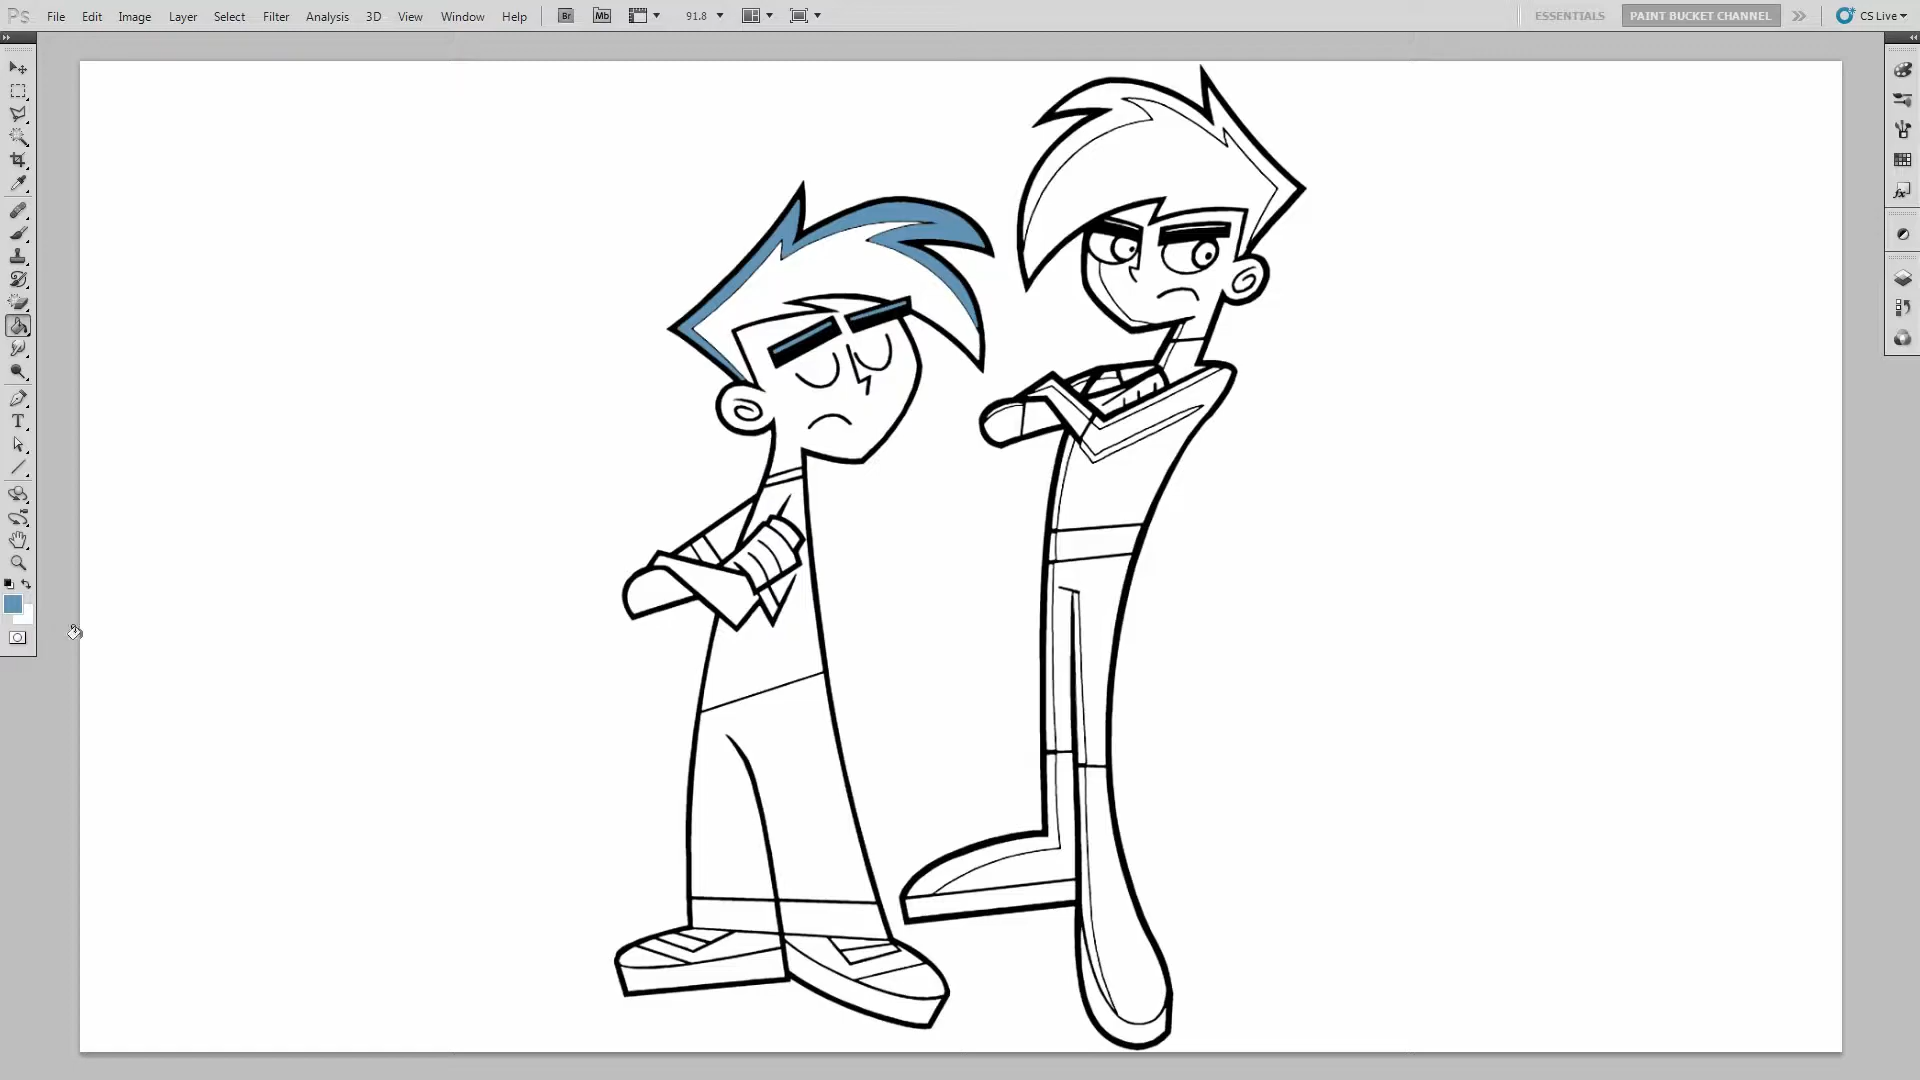 Ps File Edit Image Layer Select Filter Analysis 3D View Window Help Br Mb 91.8 ESSENTIALS PAINT BUCKET CHANNEL CS Live
T
fx